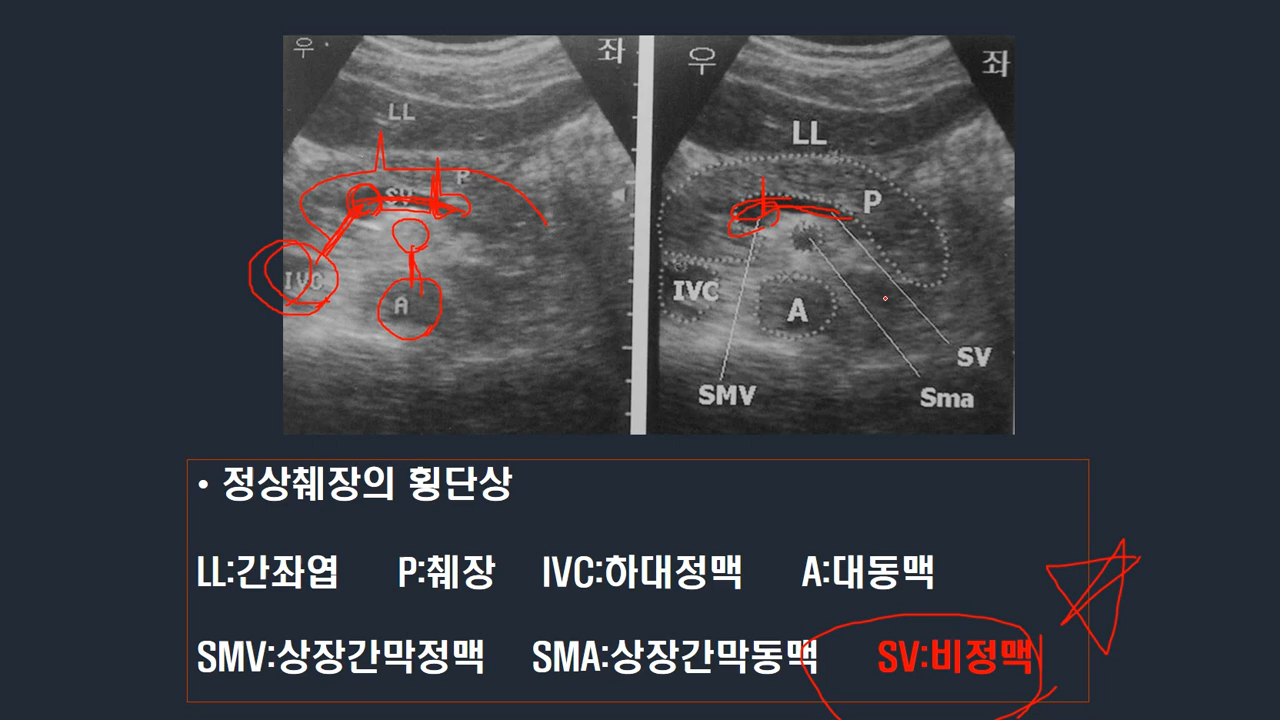 우· 좌 우 좌
LL LL
P SV P
IVC IVC
A A
SV
SMV Sma
• 정상췌장의 횡단상
LL:간좌엽 P:췌장 IVC:하대정맥 A:대동맥
SMV:상장간막정맥 SMA:상장간막동맥 SV:비정맥